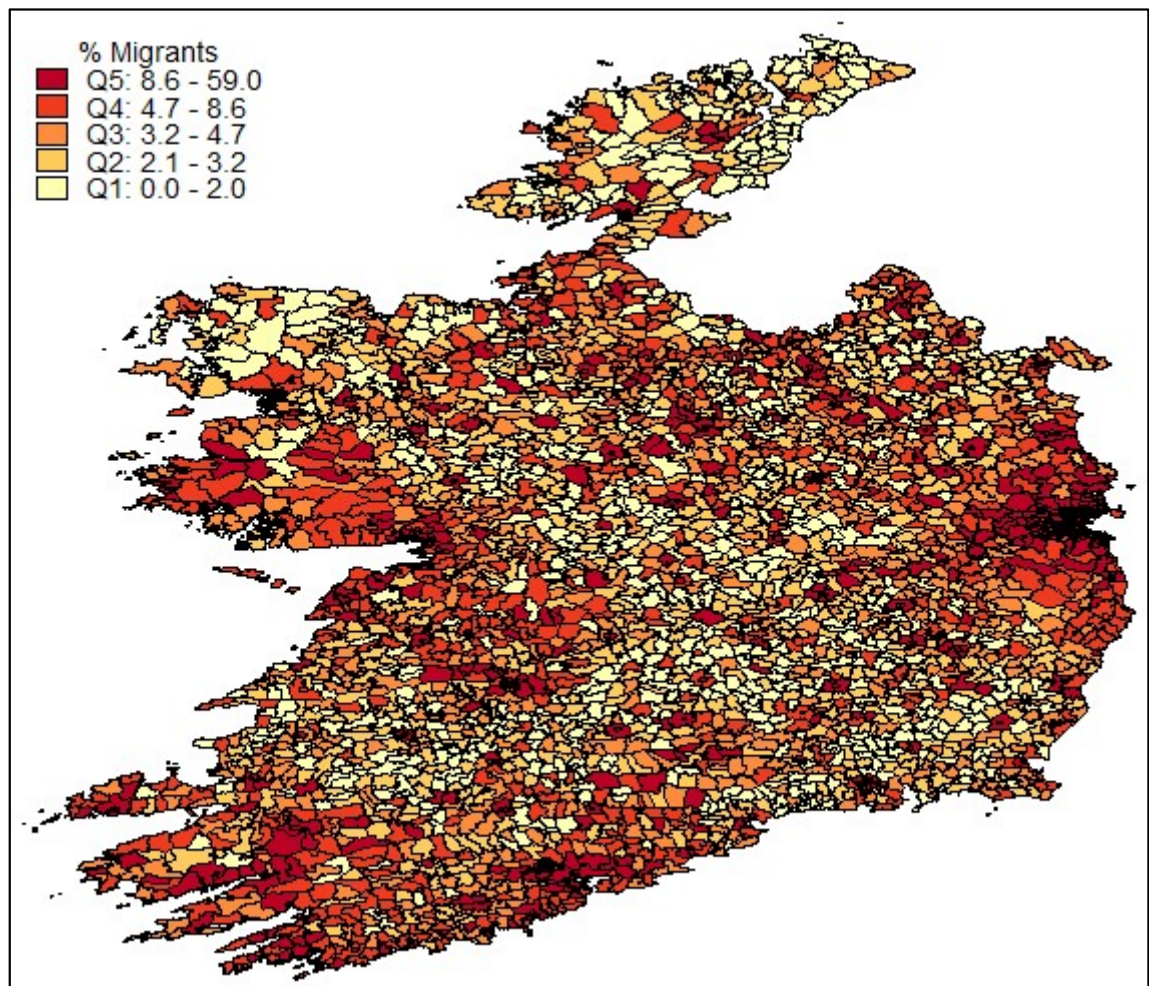 % Migrants
Q5: 8.6 - 59.0
Q4: 4.7 - 8.6
Q3: 3.2 - 4.7
Q2: 2.1 - 3.2
Q1: 0.0 - 2.0